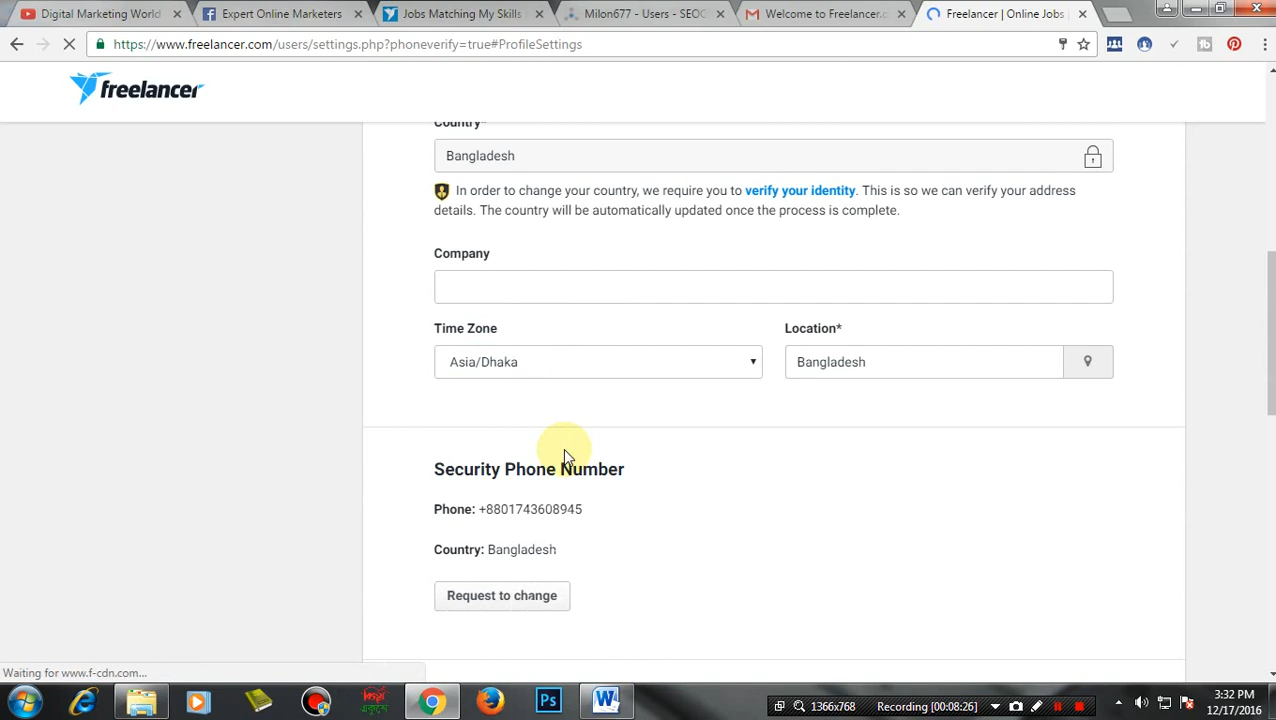 Digital Marketing World
Expert Online Marketers
Jobs Matching My Skills
Milon677 - Users - SEOC
Welcome to Freelancer.c
Freelancer | Online Jobs
https://www.freelancer.com/users/settings.php?phoneverify=true#ProfileSettings
freelancer
Country*
Bangladesh
In order to change your country, we require you to verify your identity. This is so we can verify your address
details. The country will be automatically updated once the process is complete.
Company
Time Zone
Location*
Asia/Dhaka
Bangladesh
Security Phone Number
Phone: +8801743608945
Country: Bangladesh
Request to change
Waiting for www.f-cdn.com...
Ps
W
1366x768
Recording [00:08:26]
3:32 PM
12/17/2016